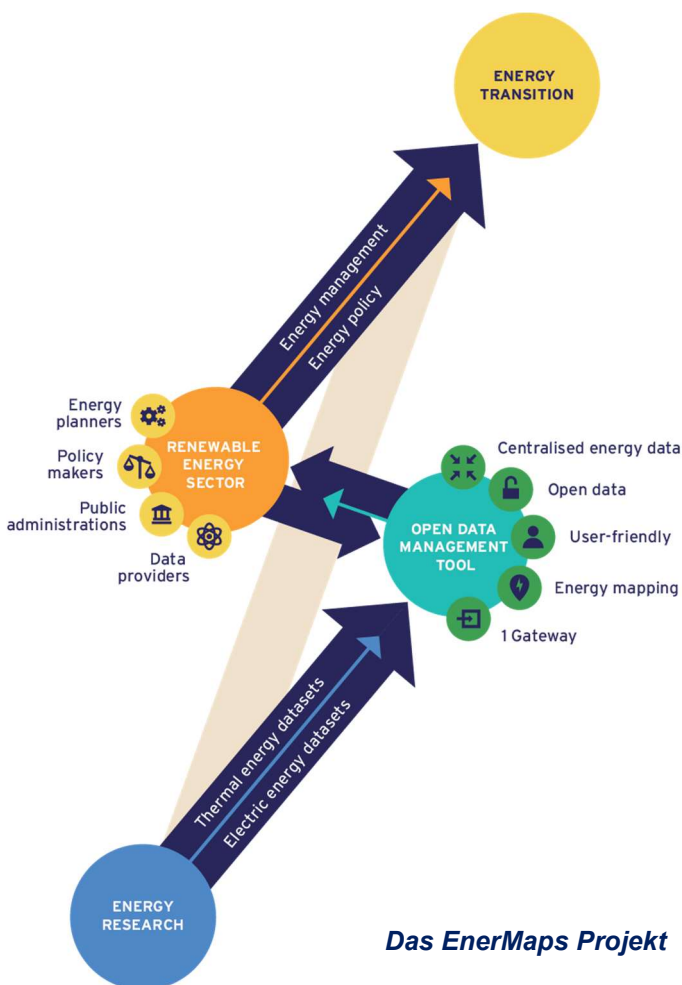 ENERGY
TRANSITION
Energy management
Energy policy
Energy
planners
Policy
makers
Public
administrations
Data
providers
RENEWABLE
ENERGY
SECTOR
Centralised energy data
Open data
User-friendly
Energy mapping
1 Gateway
OPEN DATA
MANAGEMENT
TOOL
Thermal energy datasets
Electric energy datasets
ENERGY
RESEARCH
Das EnerMaps Projekt